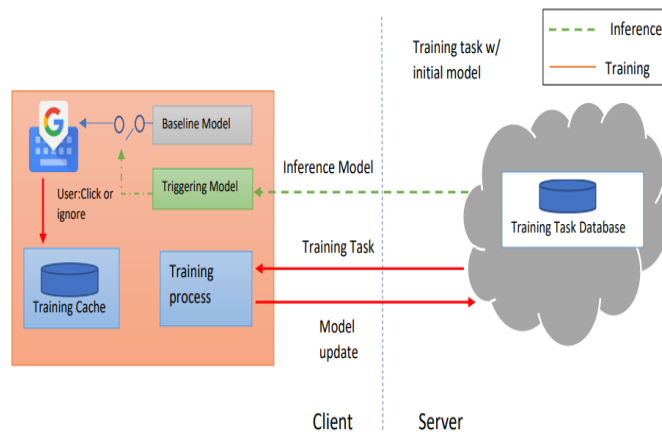 Training task w/
initial model
Inference
Training
G
Baseline Model
Triggering Model
User:Click or
ignore
Training Cache
Training
process
Inference Model
Training Task
Model
update
Training Task Database
Client
Server